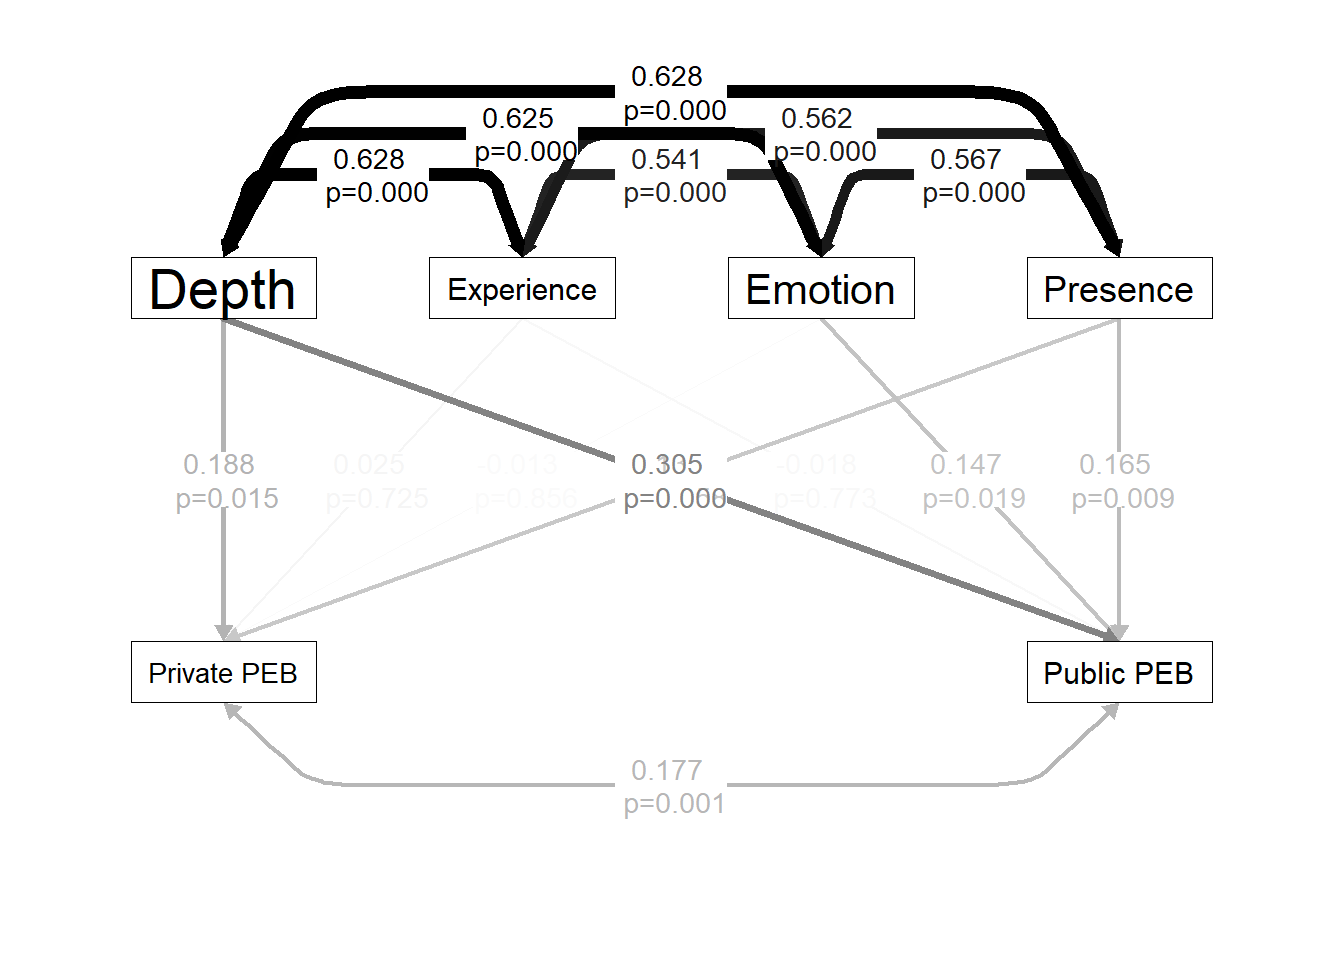 0.628
p=0.000
0.625
p=0.000
0.562
p=0.000
0.628
p=0.000
0.541
p=0.000
0.567
p=0.000
Depth
Experience
Emotion
Presence
0.188
p=0.015
0.025
p=0.725
-0.013
p=0.856
0.305
p=0.000
-0.018
p=0.773
0.147
p=0.019
0.165
p=0.009
Private PEB
Public PEB
0.177
p=0.001